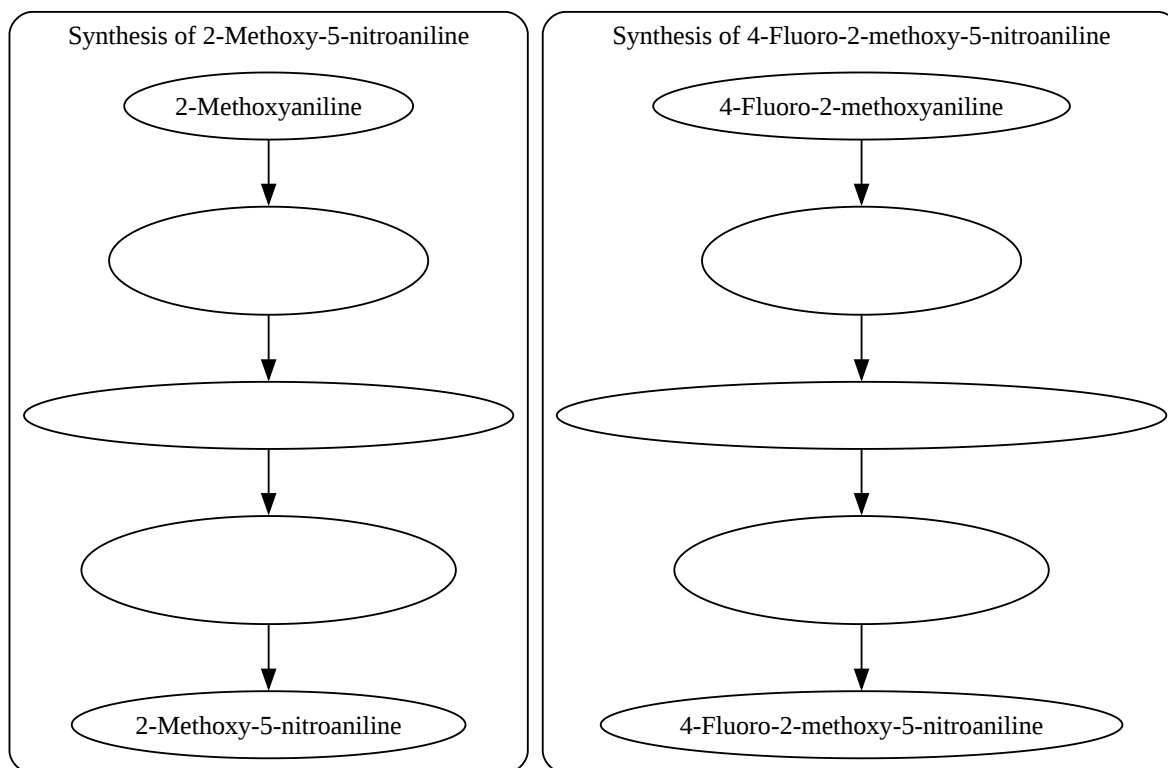 Synthesis of 2-Methoxy-5-nitroaniline
2-Methoxyaniline
2-Methoxy-5-nitroaniline
Synthesis of 4-Fluoro-2-methoxy-5-nitroaniline
4-Fluoro-2-methoxyaniline
4-Fluoro-2-methoxy-5-nitroaniline